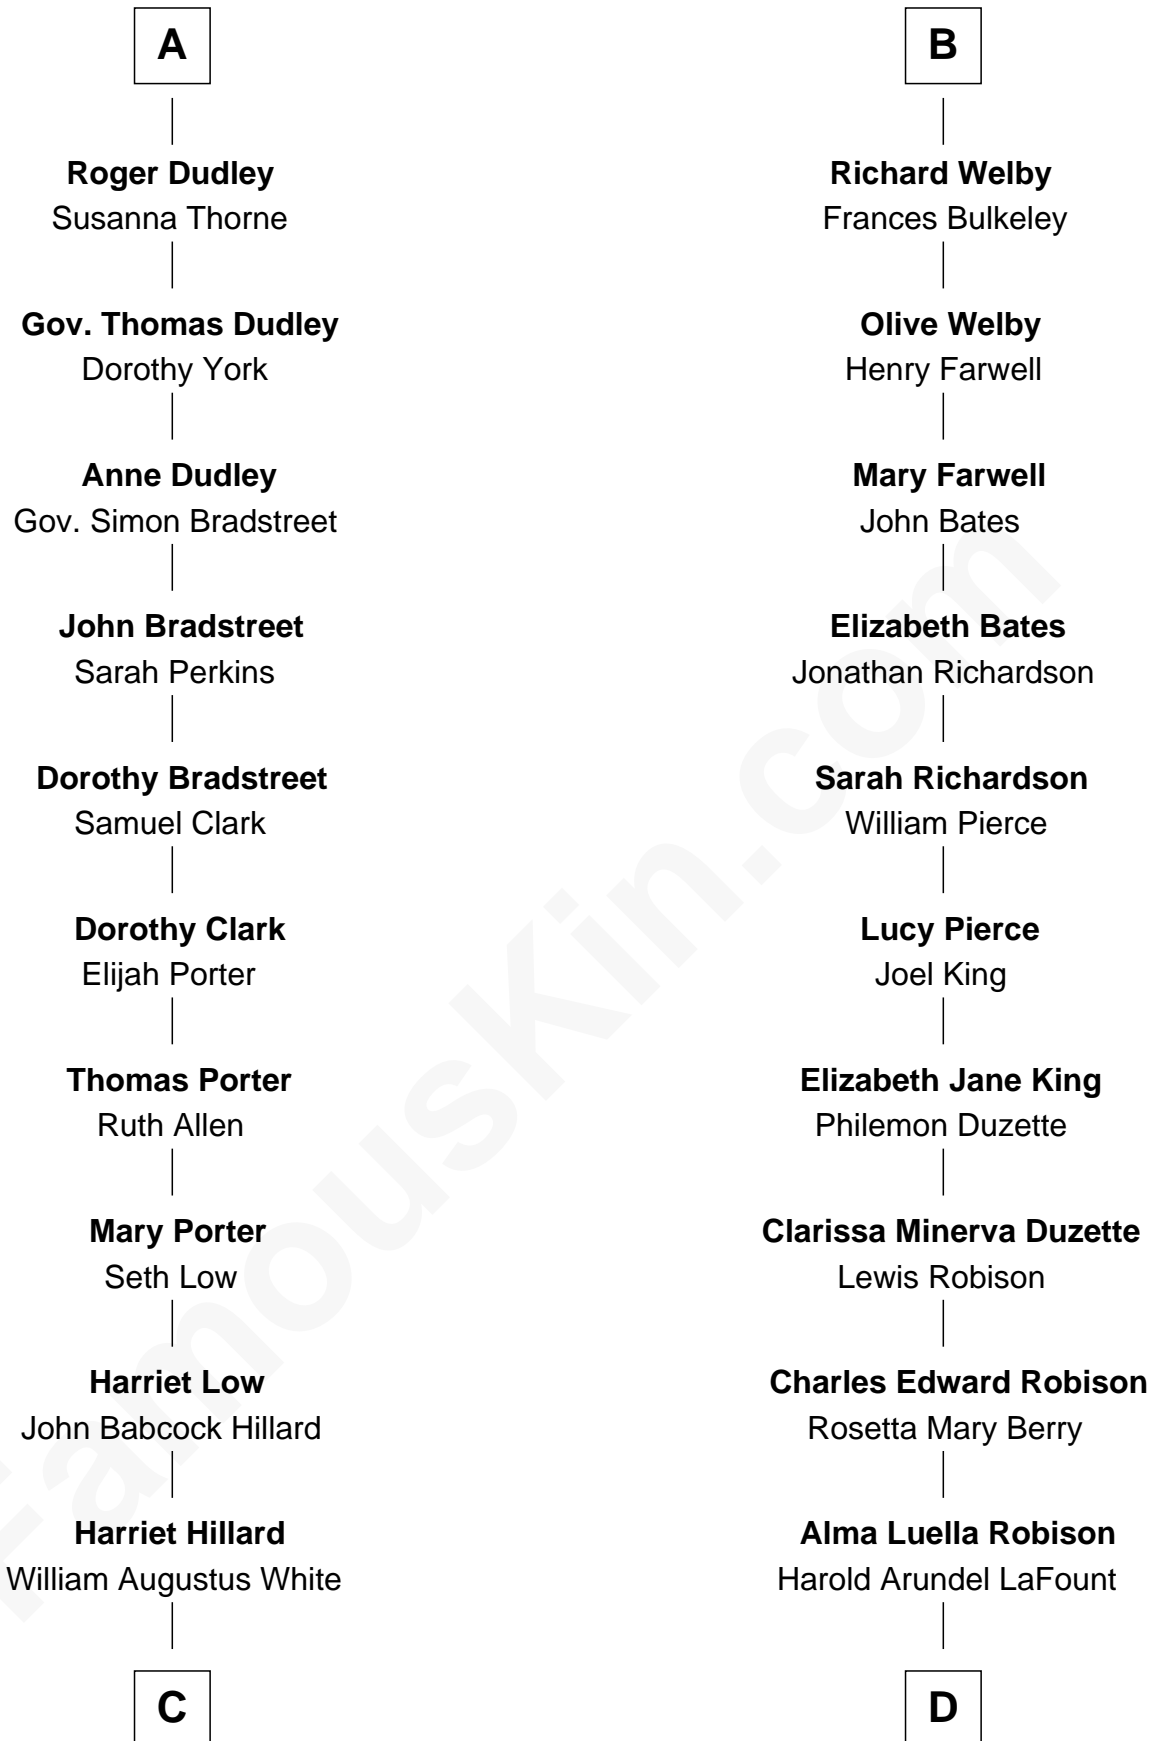 A
Roger Dudley
Susanna Thorne
Gov. Thomas Dudley
Dorothy York
Anne Dudley
Gov. Simon Bradstreet
John Bradstreet
Sarah Perkins
Dorothy Bradstreet
Samuel Clark
Dorothy Clark
Elijah Porter
Thomas Porter
Ruth Allen
Mary Porter
Seth Low
Harriet Low
John Babcock Hillard
Harriet Hillard
William Augustus White
C
B
Richard Welby
Frances Bulkeley
Olive Welby
Henry Farwell
Mary Farwell
John Bates
Elizabeth Bates
Jonathan Richardson
Sarah Richardson
William Pierce
Lucy Pierce
Joel King
Elizabeth Jane King
Philemon Duzette
Clarissa Minerva Duzette
Lewis Robison
Charles Edward Robison
Rosetta Mary Berry
Alma Luella Robison
Harold Arundel LaFount
D
FamousKin.com